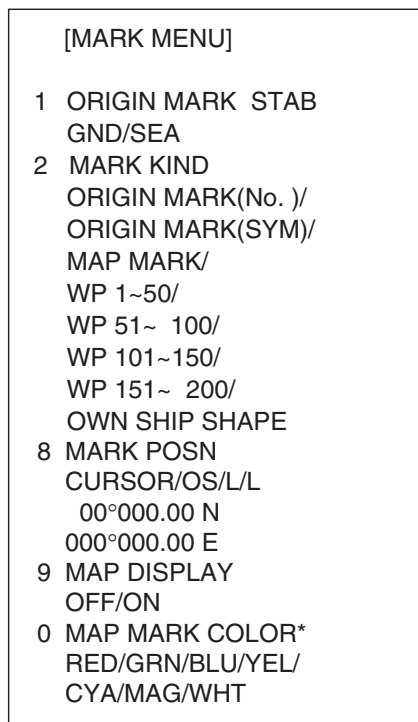 [MARK MENU]
1 ORIGIN MARK STAB
GND/SEA
2 MARK KIND
ORIGIN MARK(No. )/
ORIGIN MARK(SYM)/
MAP MARK/
WP 1~50/
WP 51~ 100/
WP 101~150/
WP 151~ 200/
OWN SHIP SHAPE
8 MARK POSN
CURSOR/OS/L/L
00°000.00 N
000°000.00 E
9 MAP DISPLAY
OFF/ON
0 MAP MARK COLOR*
RED/GRN/BLU/YEL/
CYA/MAG/WHT